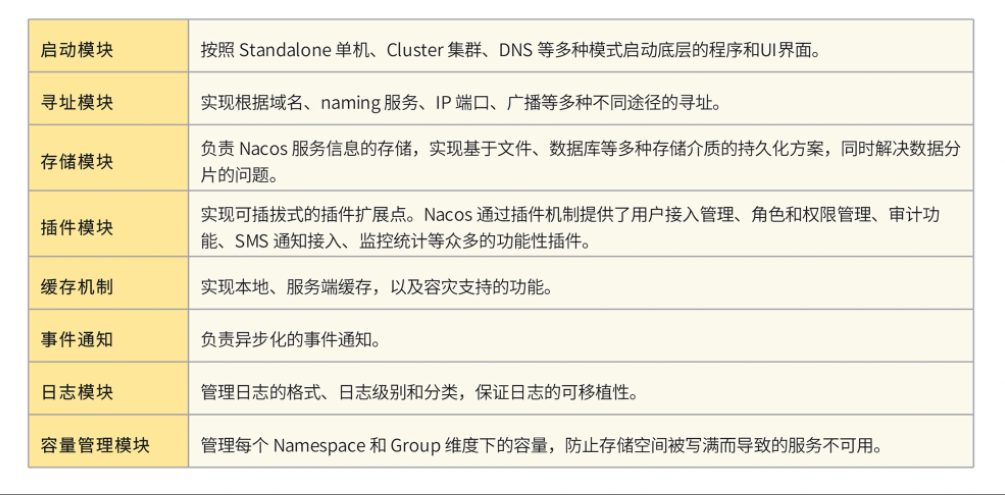 启动模块
按照 Standalone 单机、Cluster 集群、DNS 等多种模式启动底层的程序和UI界面。
寻址模块
实现根据域名、naming 服务、IP 端口、广播等多种不同途径的寻址。
存储模块
负责 Nacos 服务信息的存储，实现基于文件、数据库等多种存储介质的持久化方案，同时解决数据分
片的问题。
插件模块
实现可插拔式的插件扩展点。Nacos 通过插件机制提供了用户接入管理、角色和权限管理、审计功
能、SMS 通知接入、监控统计等众多的功能性插件。
缓存机制
实现本地、服务端缓存，以及容灾支持的功能。
事件通知
负责异步化的事件通知。
日志模块
管理日志的格式、日志级别和分类，保证日志的可移植性。
容量管理模块
管理每个 Namespace 和 Group 维度下的容量，防止存储空间被写满而导致的服务不可用。